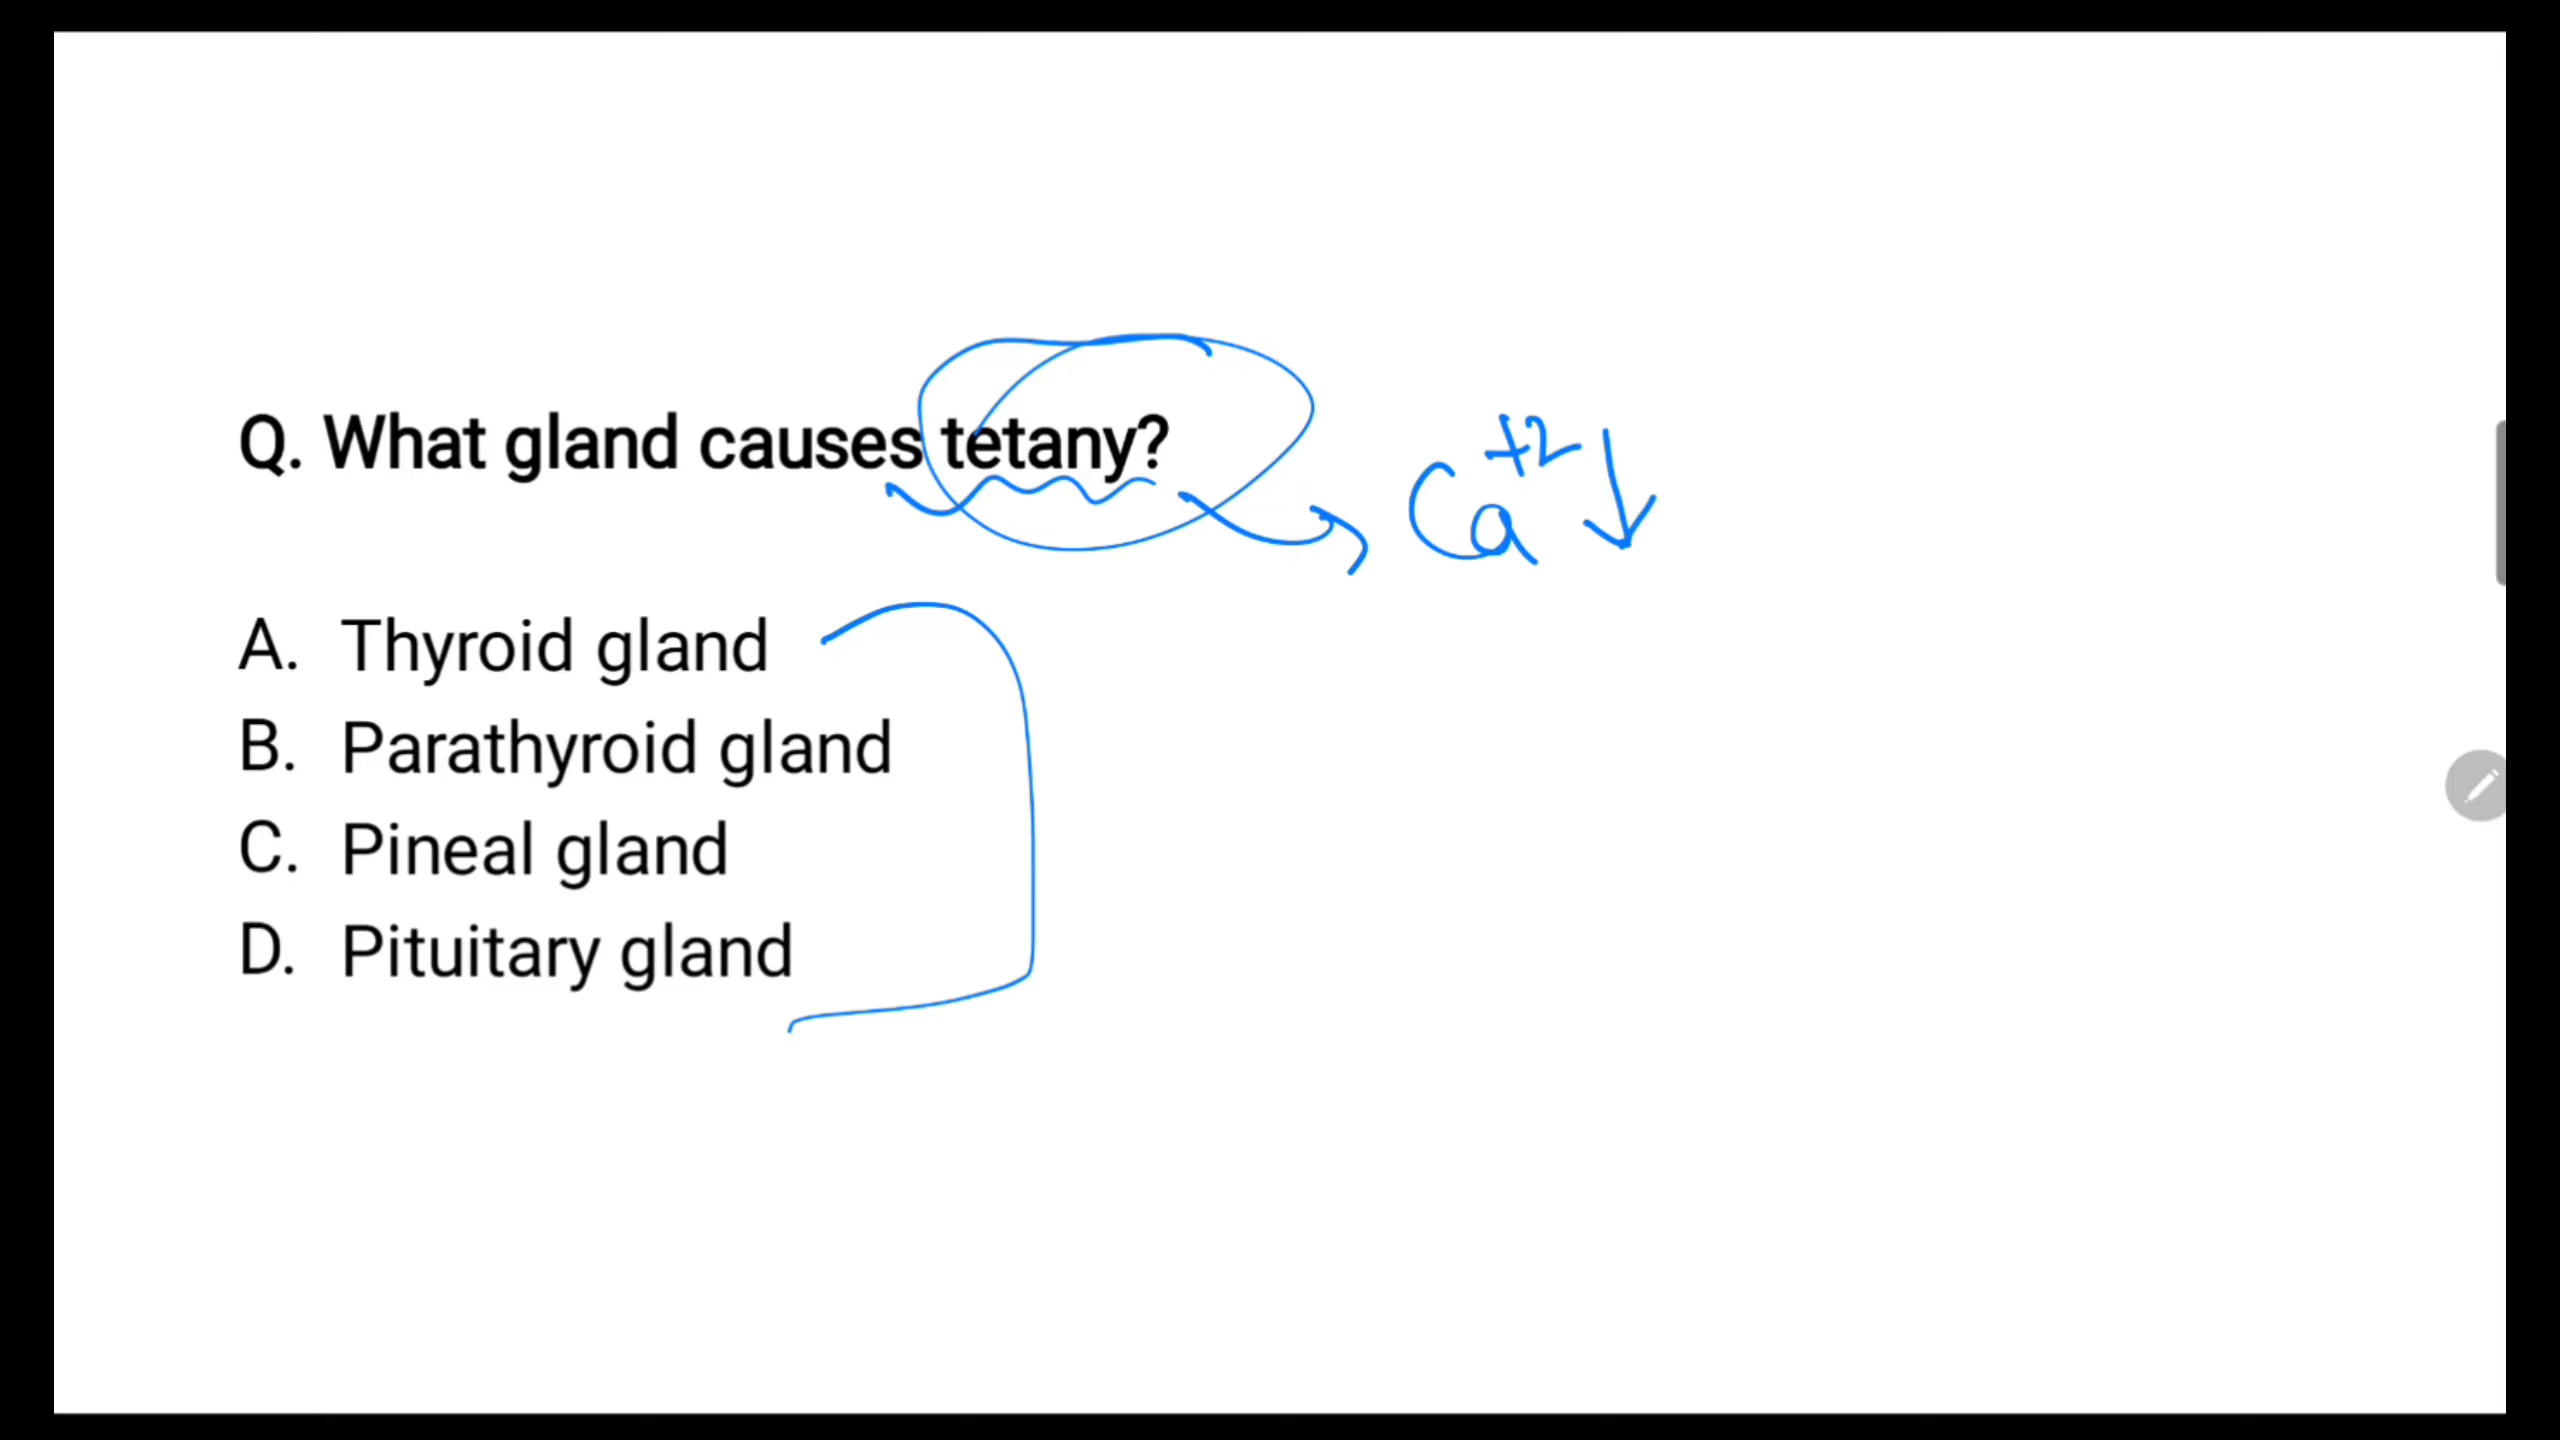 Q. What gland causes tetany?
Ca+2↓
A. Thyroid gland
B. Parathyroid gland
C. Pineal gland
D. Pituitary gland